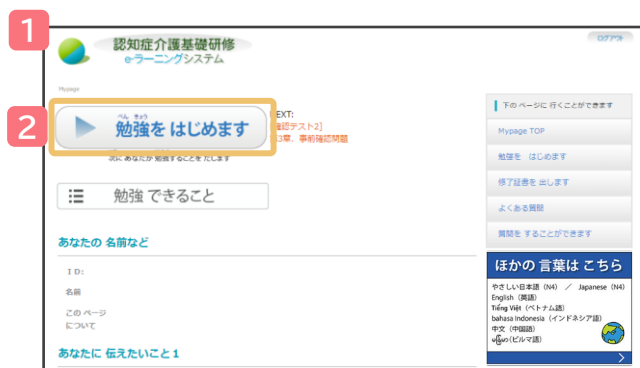 1
認知症介護基礎研修
eラーニングシステム
ログアウト
Mypage
2
べん きょう
勉強を はじめます
NEXT:
[確認テスト2]
第3章、事前確認問題
次に あなたが 勉強することを だします
勉強 できること
あなたの 名前など
I D:
名前
この ページ
について
あなたに 伝えたいこと 1
下の ページに 行くことができます
Mypage TOP
勉強を はじめます
修了証書を 出します
よくある質問
質問を することができます
ほかの 言葉は こちら
やさしい日本語 (N4) ／ Japanese (N4)
English (英語)
Tiếng Việt (ベトナム語)
bahasa Indonesia (インドネシア語)
中文 (中国語)
မြန်မာ (ビルマ語)